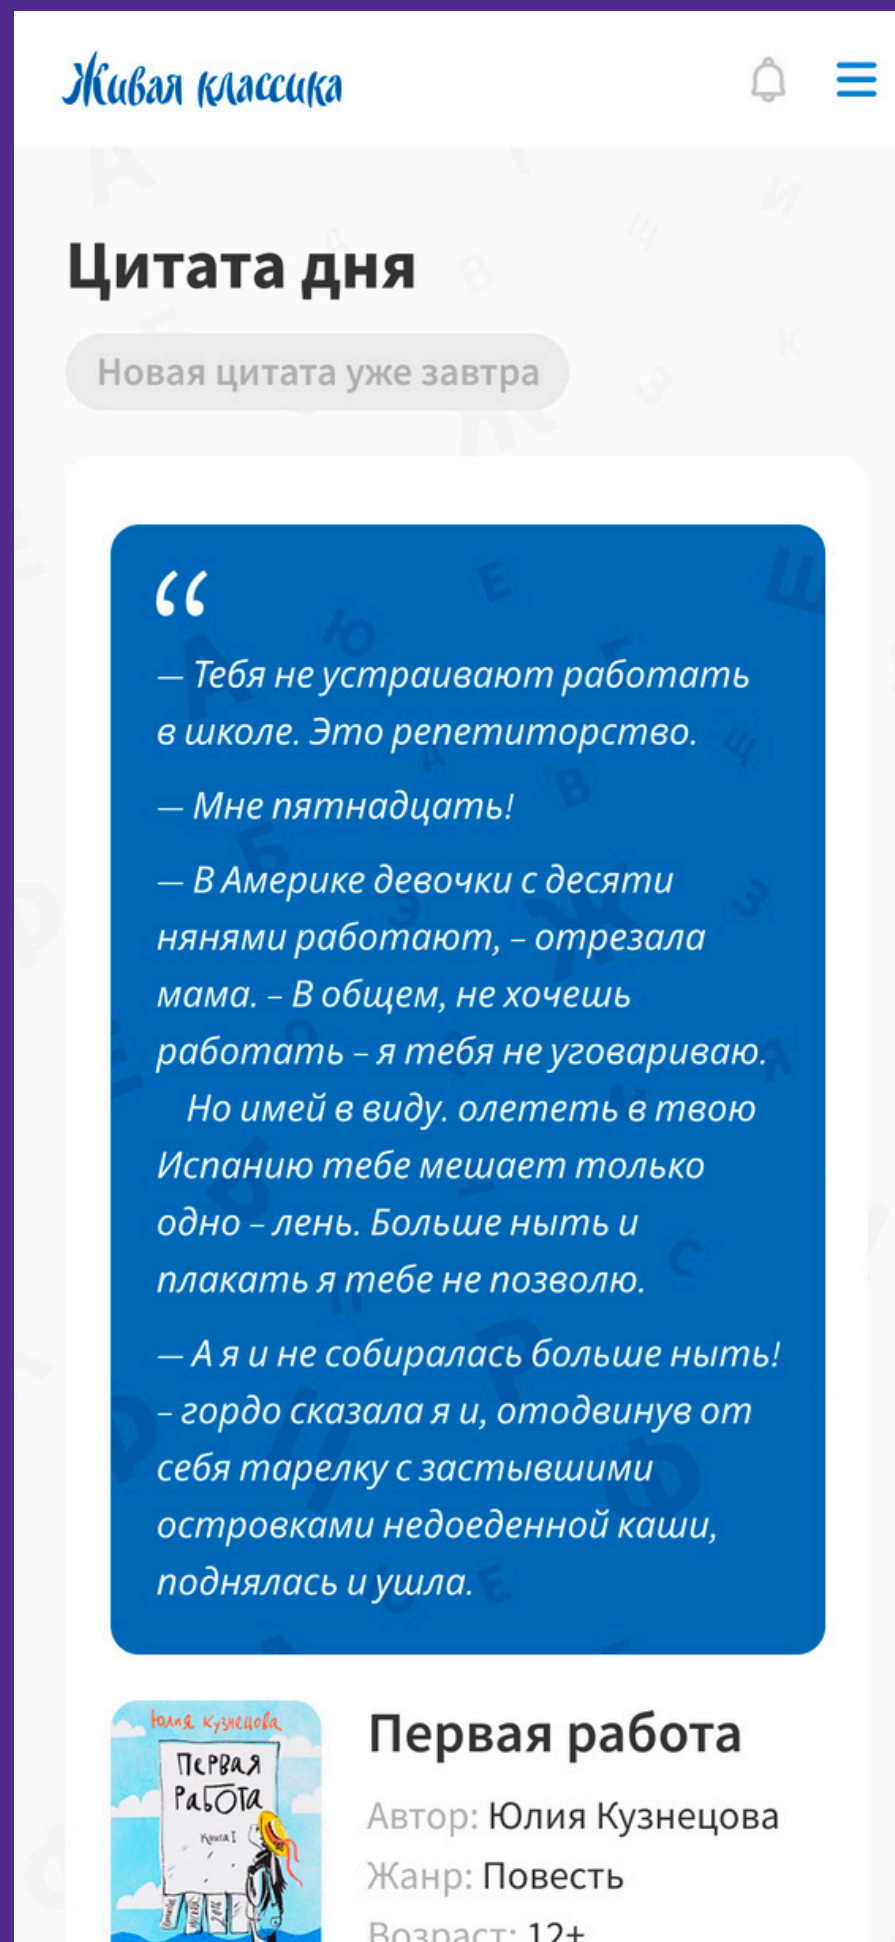 Живая классика
Цитата дня
Новая цитата уже завтра
“
— Тебя не устраивают работать
в школе. Это репетиторство.
— Мне пятнадцать!
— В Америке девочки с десяти
нянями работают, – отрезала
мама. – В общем, не хочешь
работать – я тебя не уговариваю.
Но имей в виду. олететь в твою
Испанию тебе мешает только
одно – лень. Больше ныть и
плакать я тебе не позволю.
— А я и не собиралась больше ныть!
– гордо сказала я и, отодвинув от
себя тарелку с застывшими
островками недоеденной каши,
поднялась и ушла.
Юлия Кузнецова
Первая
Работа
Книга I
Первая работа
Автор: Юлия Кузнецова
Жанр: Повесть
Возраст: 12+